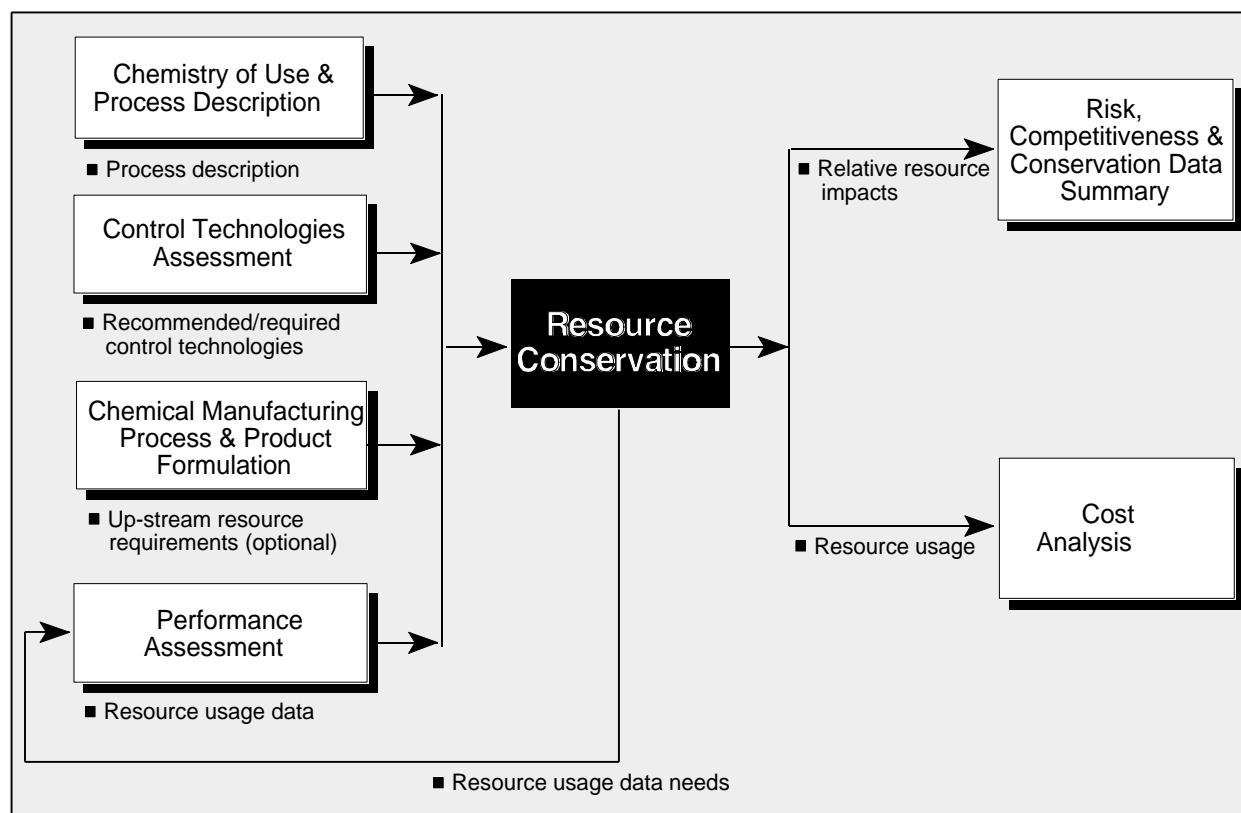 Chemistry of Use &
Process Description
■ Process description
Control Technologies
Assessment
■ Recommended/required
control technologies
Chemical Manufacturing
Process & Product
Formulation
■ Up-stream resource
requirements (optional)
Performance
Assessment
■ Resource usage data
Resource
Conservation
■ Resource usage data needs
■ Relative resource
impacts
Risk,
Competitiveness &
Conservation Data
Summary
■ Resource usage
Cost
Analysis